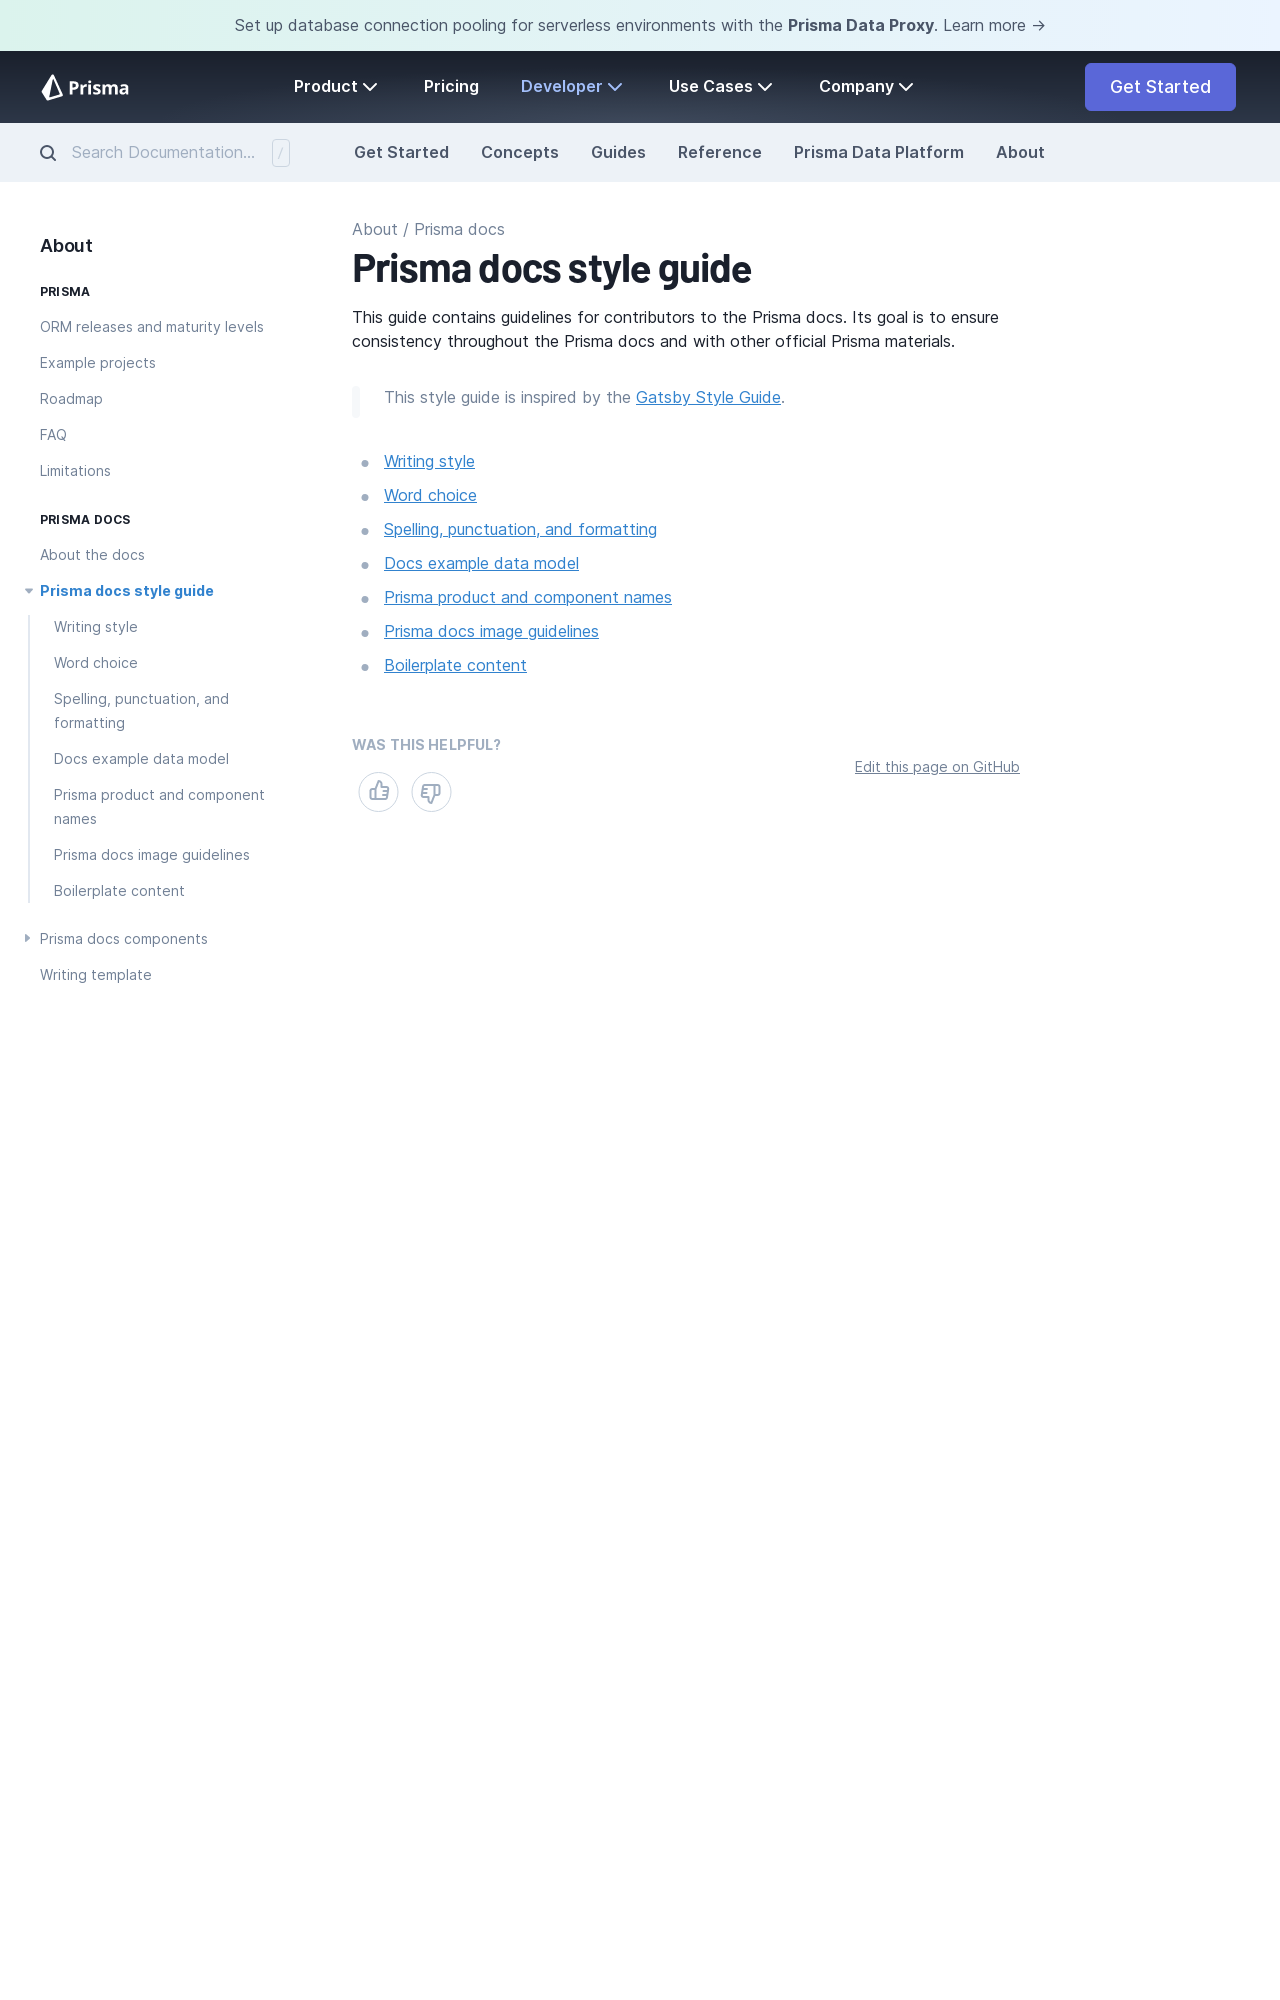 Set up database connection pooling for serverless environments with the Prisma Data Proxy. Learn more →
Prisma
Product
Pricing
Developer
Use Cases
Company
Get Started
Search Documentation...
/
Get Started
Concepts
Guides
Reference
Prisma Data Platform
About
About
PRISMA
ORM releases and maturity levels
Example projects
Roadmap
FAQ
Limitations
PRISMA DOCS
About the docs
Prisma docs style guide
Writing style
Word choice
Spelling, punctuation, and
formatting
Docs example data model
Prisma product and component
names
Prisma docs image guidelines
Boilerplate content
Prisma docs components
Writing template
About / Prisma docs
Prisma docs style guide
This guide contains guidelines for contributors to the Prisma docs. Its goal is to ensure
consistency throughout the Prisma docs and with other official Prisma materials.
This style guide is inspired by the Gatsby Style Guide.
Writing style
Word choice
Spelling, punctuation, and formatting
Docs example data model
Prisma product and component names
Prisma docs image guidelines
Boilerplate content
WAS THIS HELPFUL?
Edit this page on GitHub